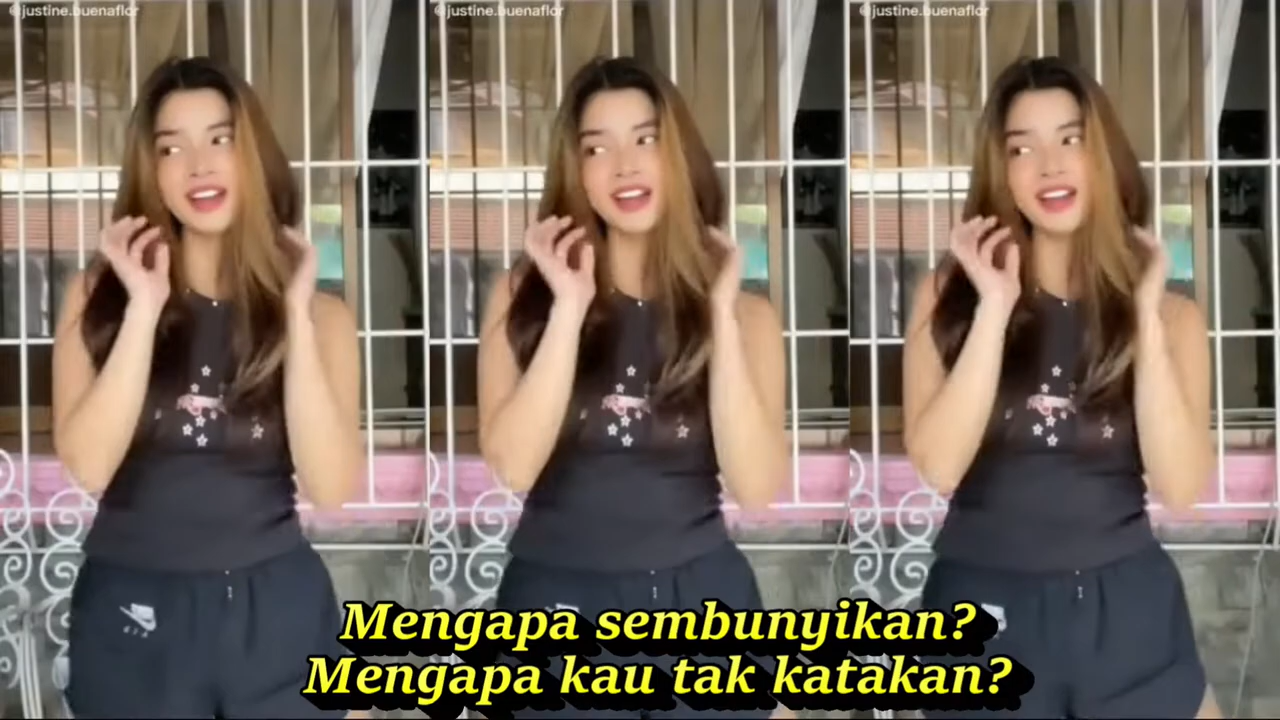 @justine.buenaflor @justine.buenaflor @justine.buenaflor
Mengapa sembunyikan?
Mengapa kau tak katakan?